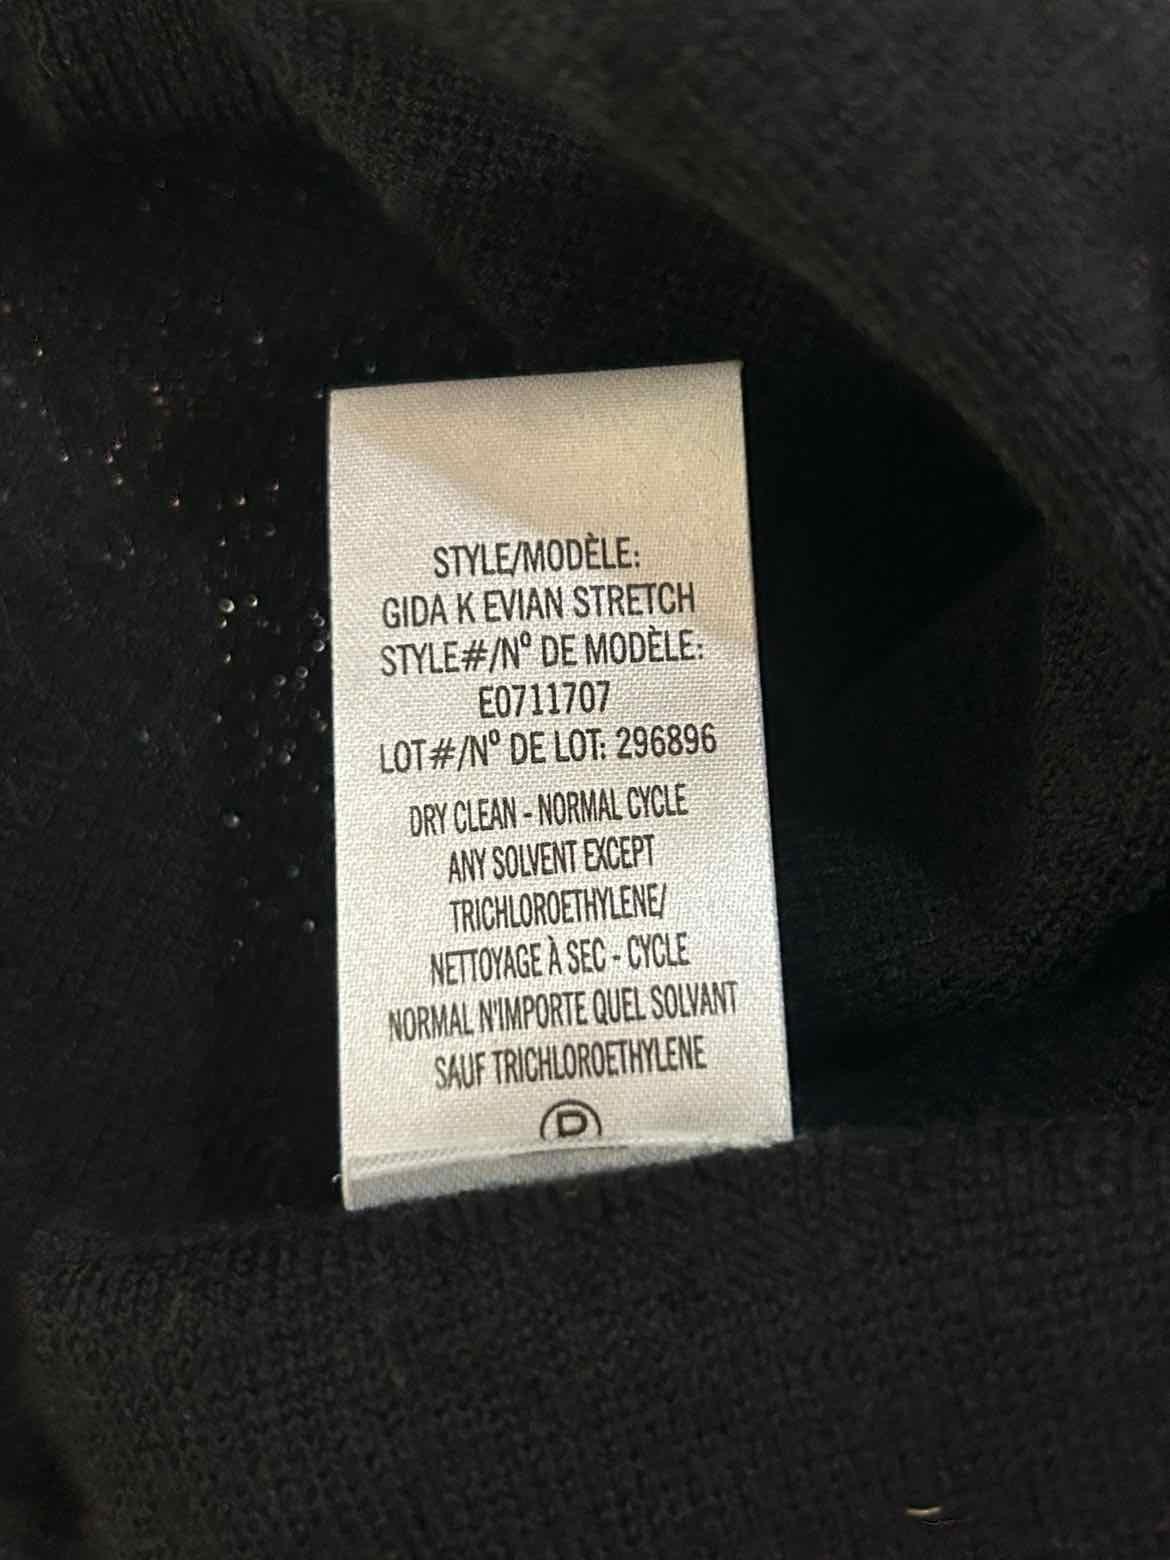 STYLE/MODÈLE:
GIDA K EVIAN STRETCH
STYLE#/Nº DE MODÈLE:
E0711707
LOT#/Nº DE LOT: 296896
DRY CLEAN - NORMAL CYCLE
ANY SOLVENT EXCEPT
TRICHLOROETHYLENE/
NETTOYAGE À SEC - CYCLE
NORMAL N'IMPORTE QUEL SOLVANT
SAUF TRICHLOROETHYLENE
P